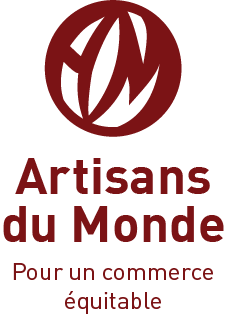 Artisans
du Monde
Pour un commerce
équitable